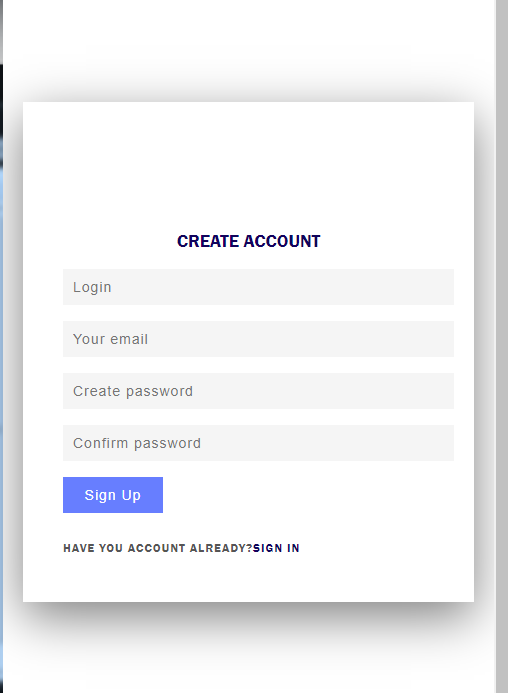 CREATE ACCOUNT
Login
Your email
Create password
Confirm password
Sign Up
HAVE YOU ACCOUNT ALREADY?SIGN IN